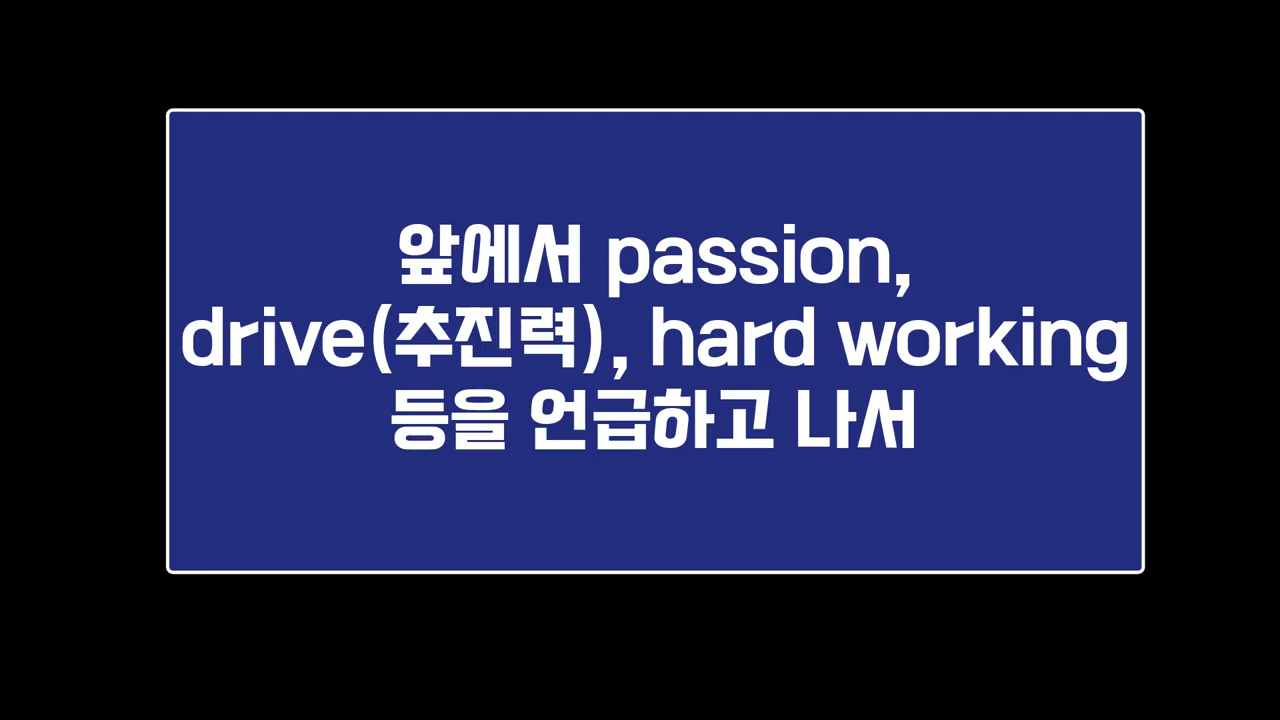 앞에서 passion,
drive(추진력), hard working
등을 언급하고 나서